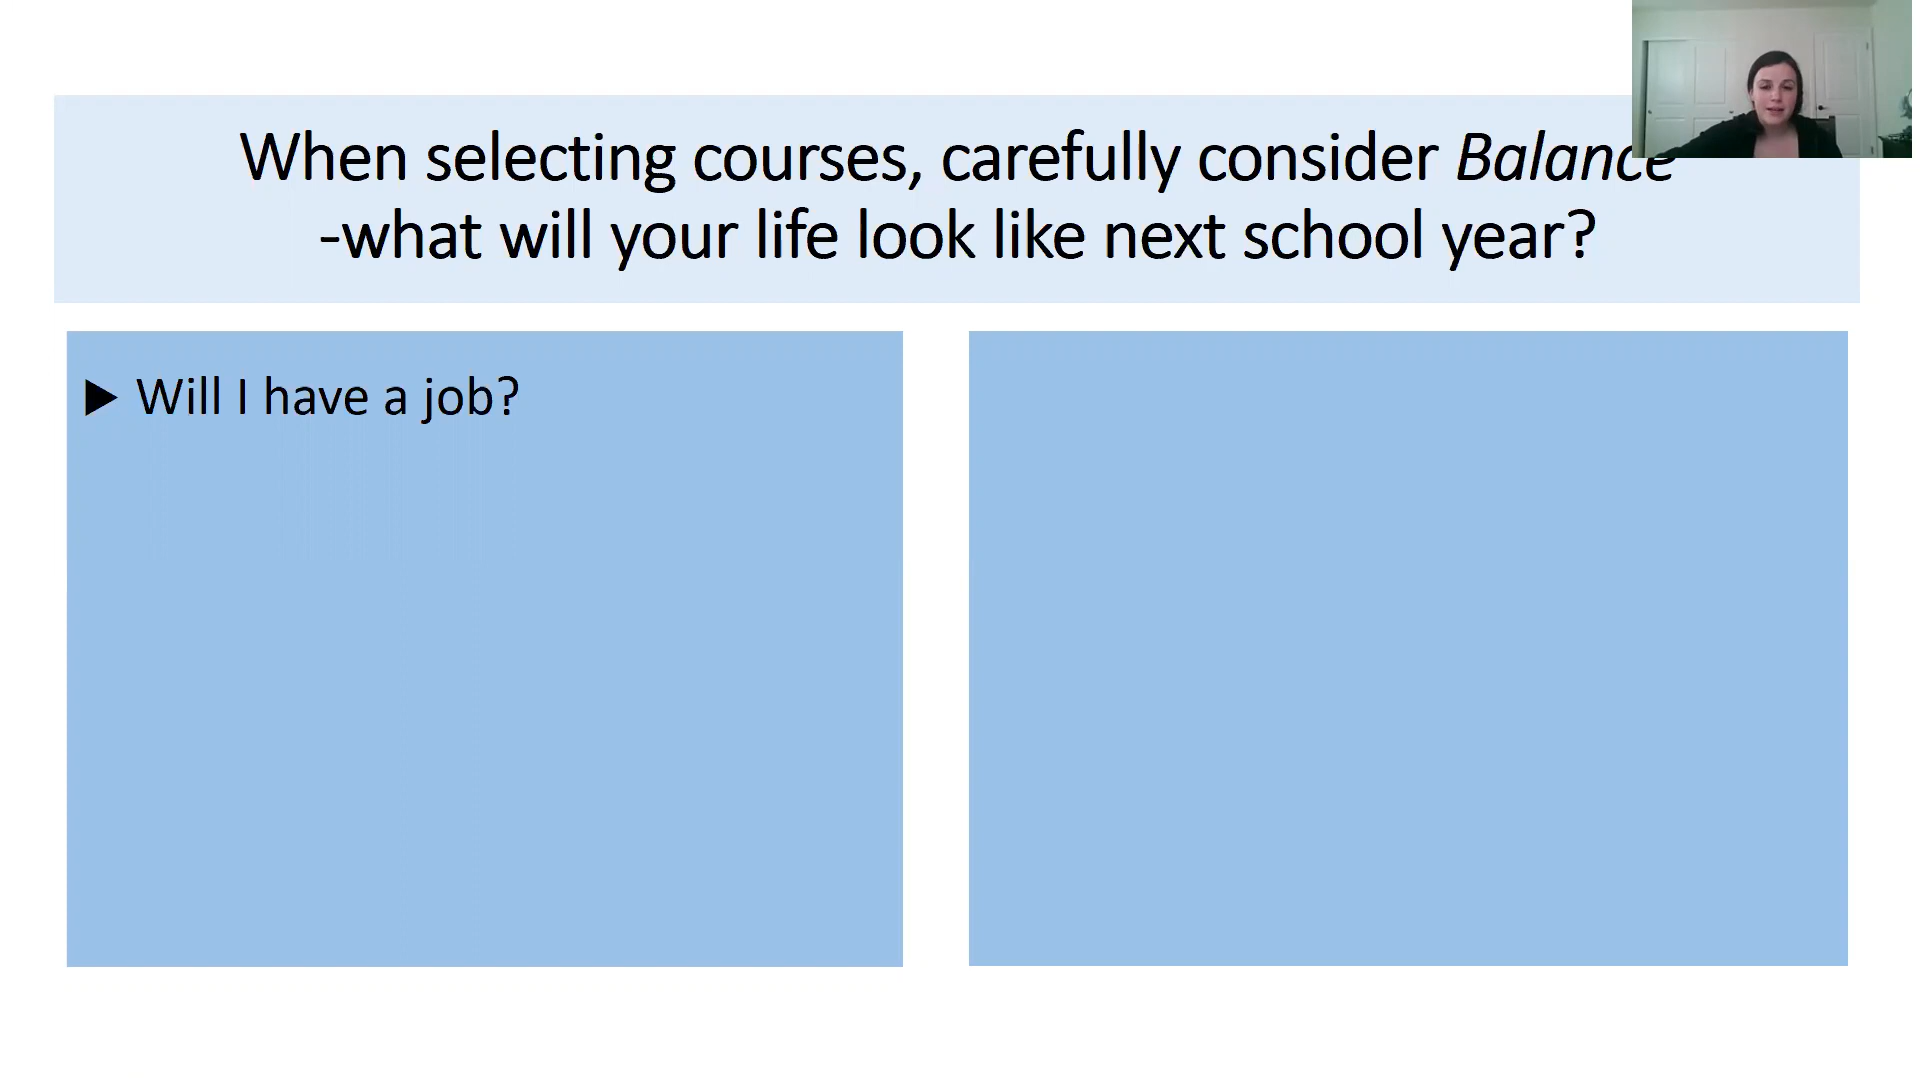 When selecting courses, carefully consider Balance
-what will your life look like next school year?
Will I have a job?